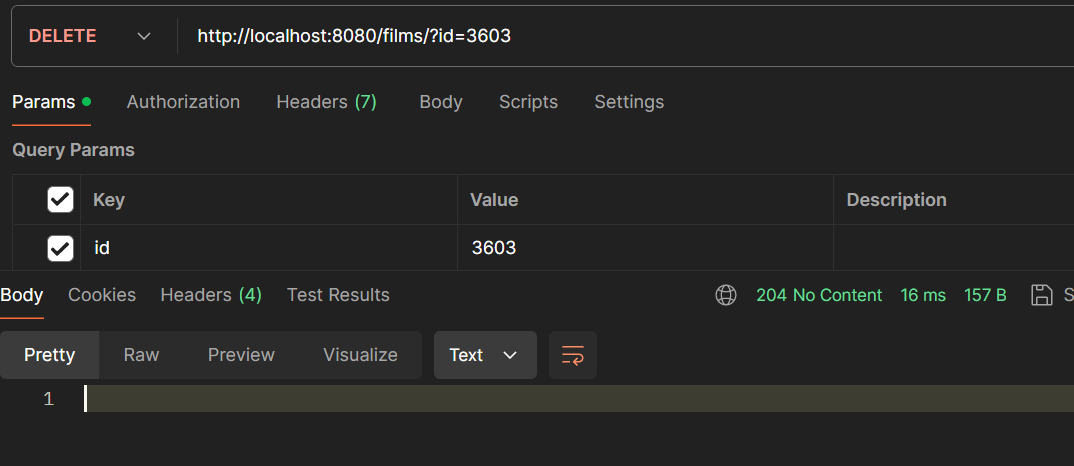 DELETE http://localhost:8080/films/?id=3603
Params Authorization Headers (7) Body Scripts Settings
Query Params
Key Value Description
id 3603
Body Cookies Headers (4) Test Results 204 No Content 16 ms 157 B S
Pretty Raw Preview Visualize Text
1